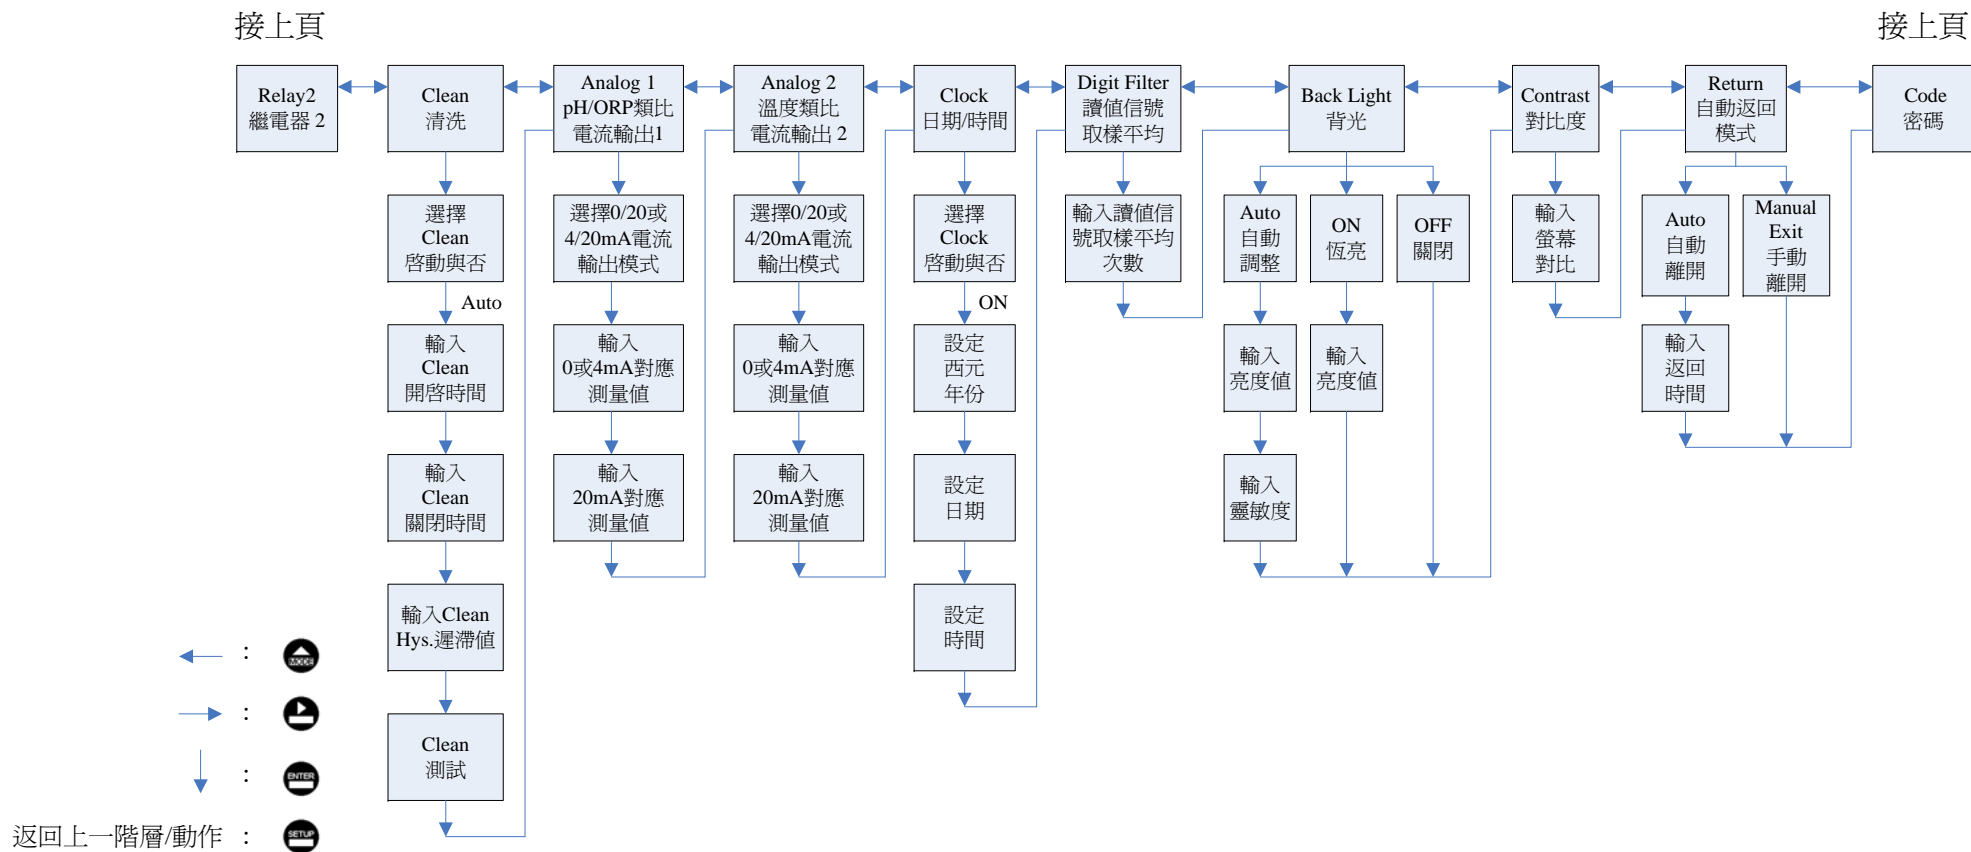 接上頁
接上頁
Relay2
繼電器 2
Clean
清洗
Analog 1
pH/ORP類比
電流輸出1
Analog 2
溫度類比
電流輸出 2
Clock
日期/時間
Digit Filter
讀值信號
取樣平均
Back Light
背光
Contrast
對比度
Return
自動返回
模式
Code
密碼
選擇
Clean
啓動與否
選擇0/20或
4/20mA電流
輸出模式
選擇0/20或
4/20mA電流
輸出模式
選擇
Clock
啓動與否
輸入讀值信
號取樣平均
次數
Auto
自動
調整
ON
恆亮
OFF
關閉
輸入
螢幕
對比
Auto
自動
離開
Manual
Exit
手動
離開
Auto
ON
輸入
Clean
開啓時間
輸入
0或4mA對應
測量值
輸入
0或4mA對應
測量值
設定
西元
年份
輸入
亮度值
輸入
亮度值
輸入
返回
時間
輸入
Clean
關閉時間
輸入
20mA對應
測量值
輸入
20mA對應
測量值
設定
日期
輸入
靈敏度
輸入Clean
Hys.遲滯值
設定
時間
Clean
測試
: MODE
:
: ENTER
返回上一階層/動作 : SETUP